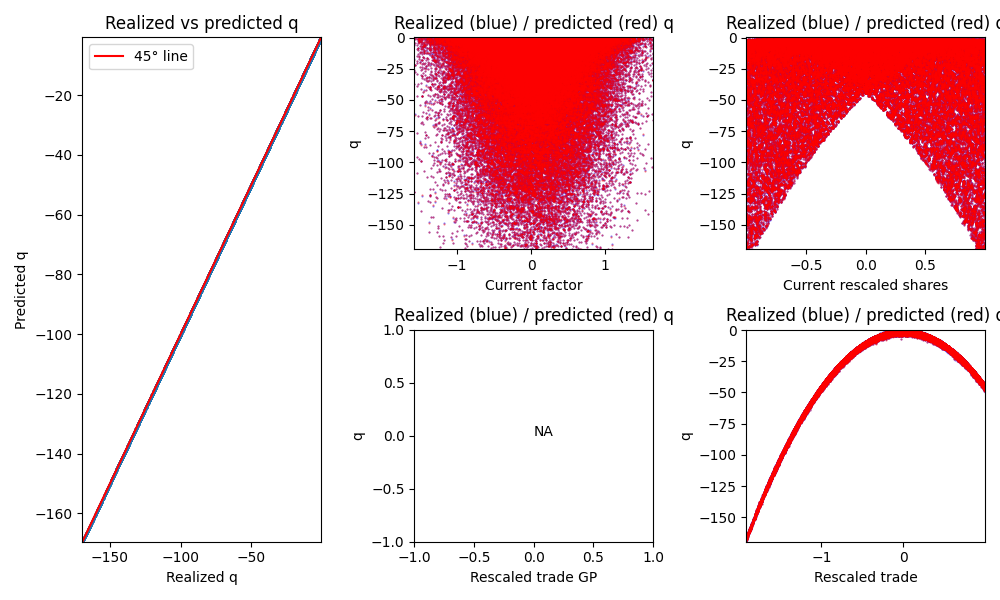 Realized vs predicted q
45° line
−20
−40
−60
−80
−100
−120
−140
−160
Predicted q
−150
−100
−50
Realized q
Realized (blue) / predicted (red) q
0
−25
−50
−75
−100
−125
−150
q
−1
0
1
Current factor
Realized (blue) / predicted (red) q
0
−25
−50
−75
−100
−125
−150
q
−0.5
0.0
0.5
Current rescaled shares
Realized (blue) / predicted (red) q
1.0
0.5
0.0
−0.5
−1.0
q
NA
−1.0
−0.5
0.0
0.5
1.0
Rescaled trade GP
Realized (blue) / predicted (red) q
0
−25
−50
−75
−100
−125
−150
q
−1
0
Rescaled trade